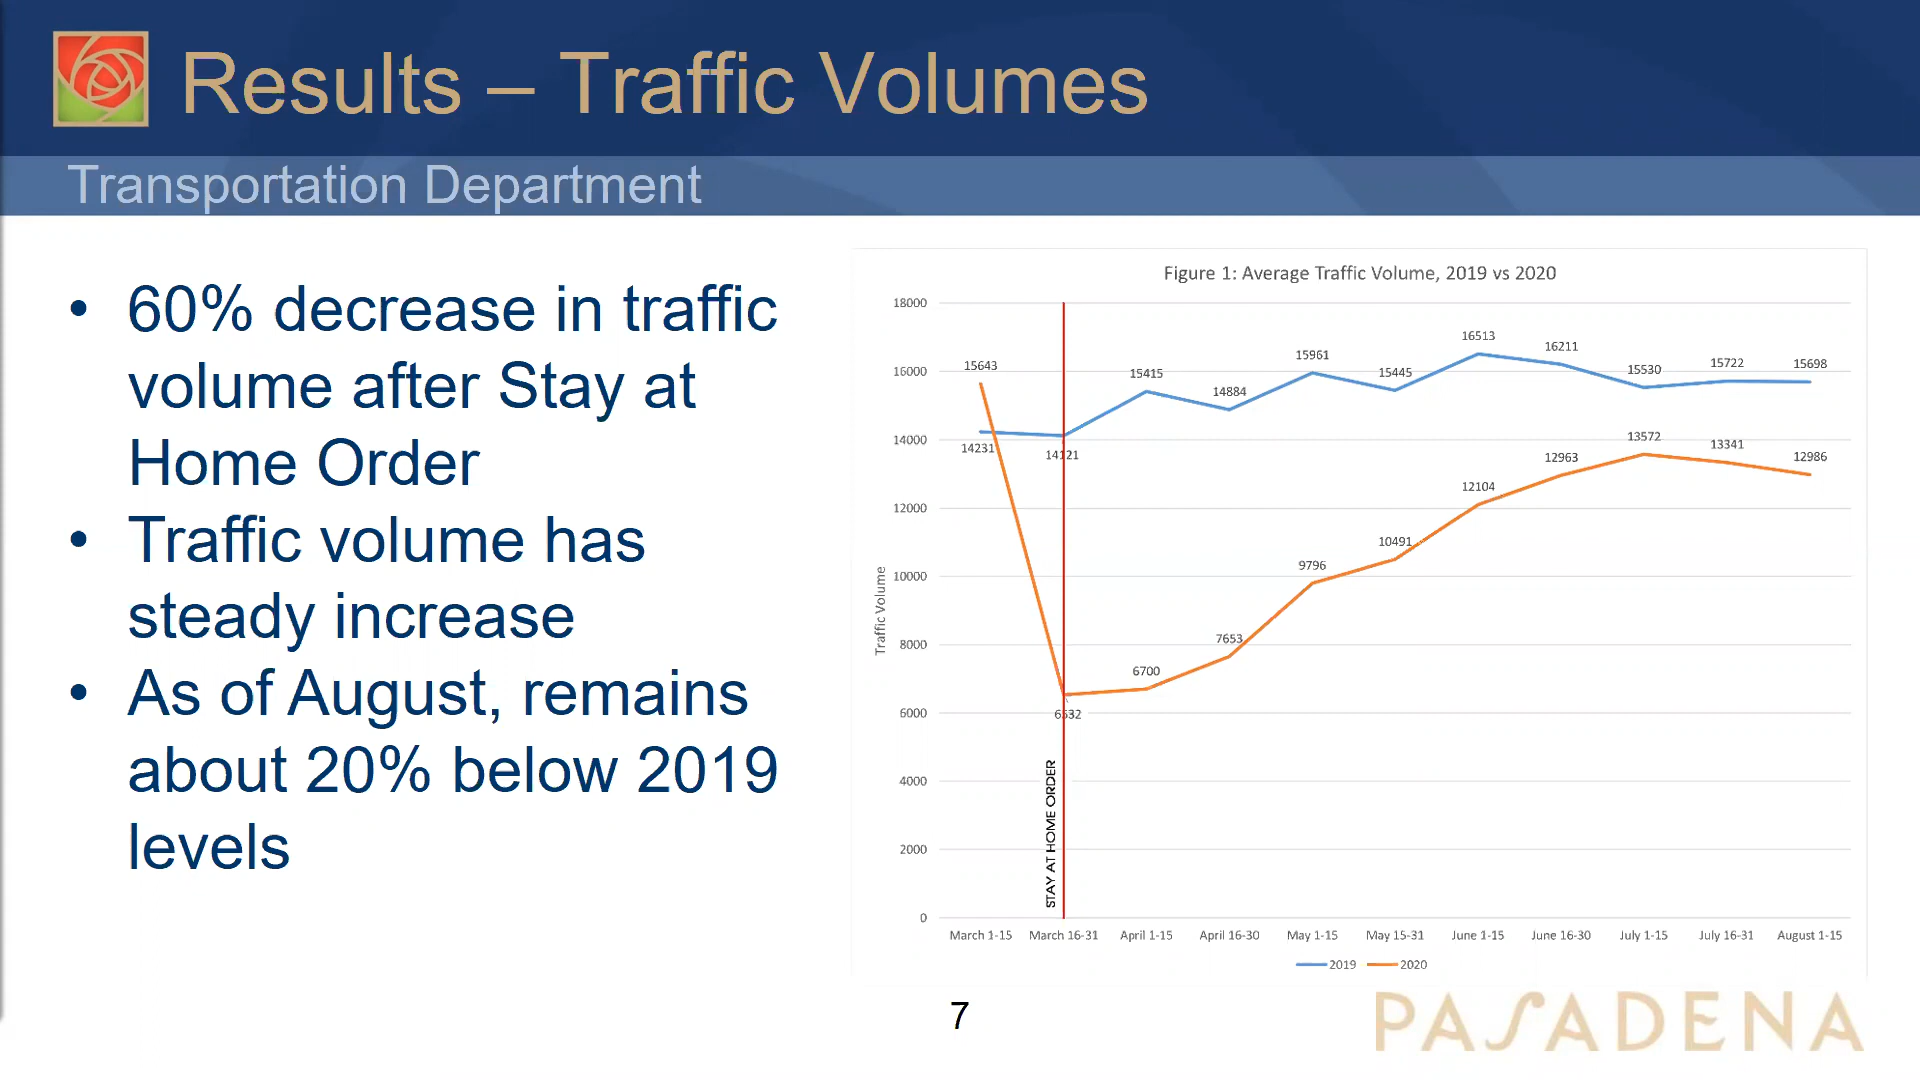 Results – Traffic Volumes
Transportation Department
• 60% decrease in traffic
volume after Stay at
Home Order
• Traffic volume has
steady increase
• As of August, remains
about 20% below 2019
levels
Figure 1: Average Traffic Volume, 2019 vs 2020
Traffic Volume
18000
16000
14000
12000
10000
8000
6000
4000
2000
0
15643
14231
14121
15415
14884
15961
15445
16513
16211
15530
15722
15698
6532
6700
7653
9796
10491
12104
12963
13572
13341
12986
STAY AT HOME ORDER
March 1-15 March 16-31 April 1-15 April 16-30 May 1-15 May 15-31 June 1-15 June 16-30 July 1-15 July 16-31 August 1-15
2019 2020
7
PASADENA